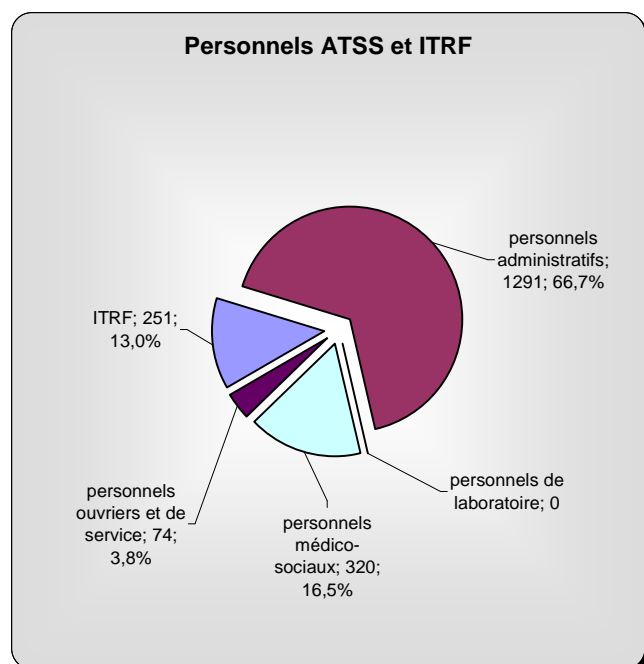 Personnels ATSS et ITRF
personnels
administratifs;
1291; 66,7%
ITRF; 251;
13,0%
personnels de
laboratoire; 0
personnels
ouvriers et de
service; 74;
3,8%
personnels
médico-
sociaux; 320;
16,5%